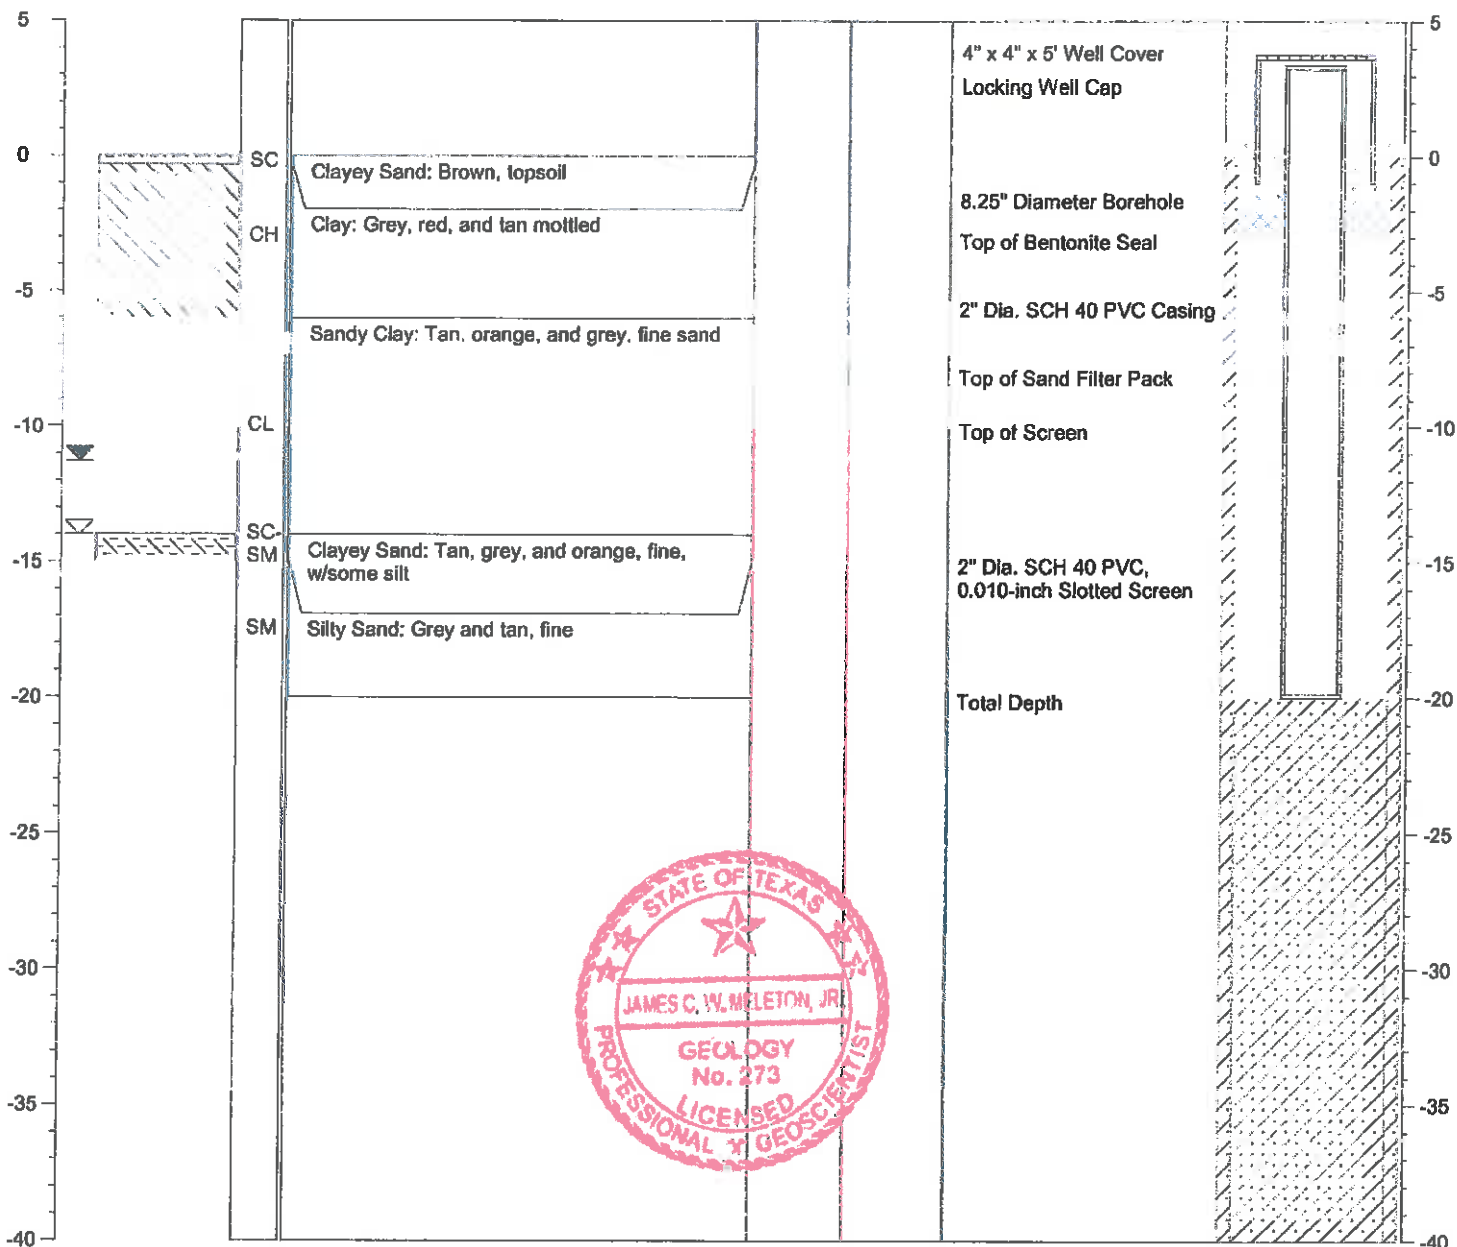 5
0
-5
-10
-15
-20
-25
-30
-35
-40
SC
CH
CL
SC-
SM
SM
Clayey Sand: Brown, topsoil
Clay: Grey, red, and tan mottled
Sandy Clay: Tan, orange, and grey, fine sand
Clayey Sand: Tan, grey, and orange, fine,
w/some silt
Silty Sand: Grey and tan, fine
4" x 4" x 5' Well Cover
Locking Well Cap
8.25" Diameter Borehole
Top of Bentonite Seal
2" Dia. SCH 40 PVC Casing
Top of Sand Filter Pack
Top of Screen
2" Dia. SCH 40 PVC,
0.010-inch Slotted Screen
Total Depth
5
0
-5
-10
-15
-20
-25
-30
-35
-40
STATE OF TEXAS
JAMES C. W. MELETON, JR
GEOLOGY
No. 273
LICENSED
PROFESSIONAL GEOSCIENTIST